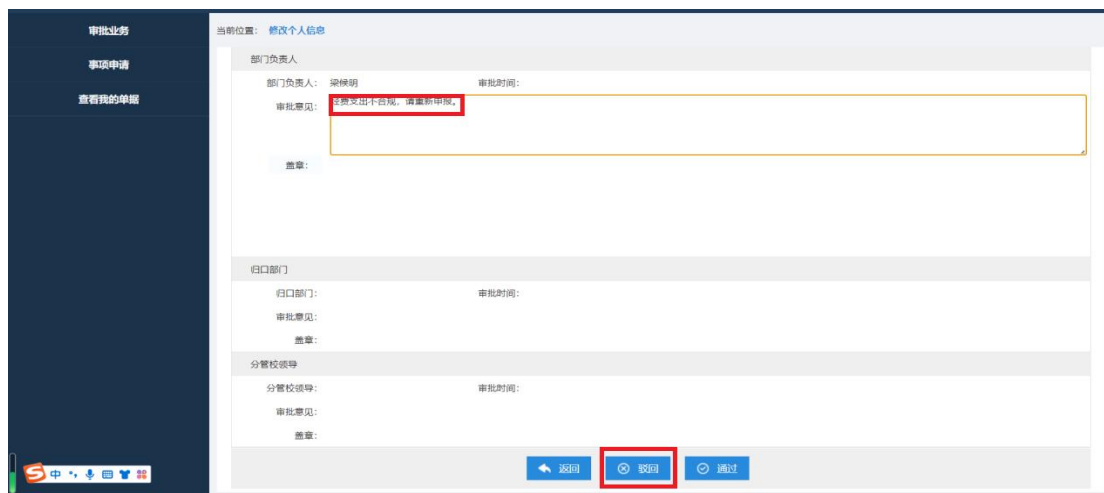 审批业务
事项申请
查看我的单据
当前位置: 修改个人信息
部门负责人
部门负责人: 梁候明 审批时间:
审批意见: 经费支出不合规，请重新申报。
盖章:
归口部门
归口部门: 审批时间:
审批意见:
盖章:
分管校领导
分管校领导: 审批时间:
审批意见:
盖章:
返回 驳回 通过
中